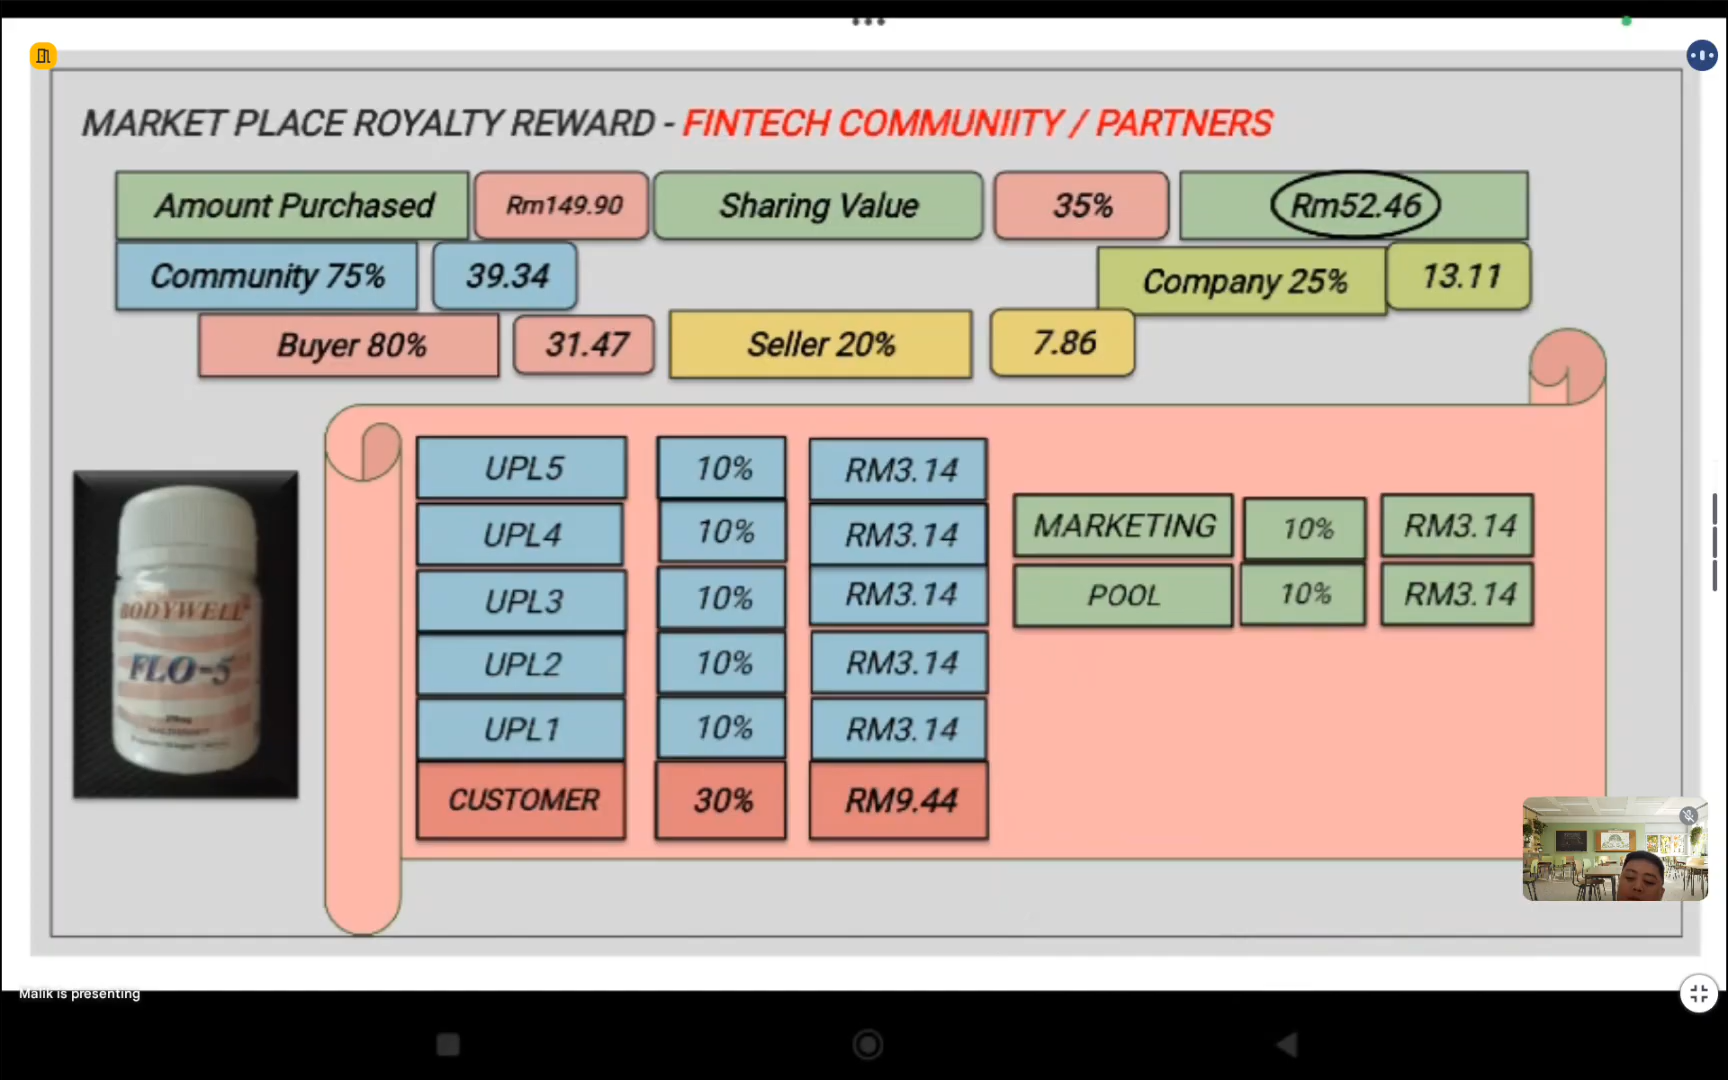 MARKET PLACE ROYALTY REWARD - FINTECH COMMUNIITY / PARTNERS
Amount Purchased Rm149.90 Sharing Value 35% Rm52.46
Community 75% 39.34 Company 25% 13.11
Buyer 80% 31.47 Seller 20% 7.86
UPL5 10% RM3.14
UPL4 10% RM3.14
MARKETING 10% RM3.14
UPL3 10% RM3.14
POOL 10% RM3.14
UPL2 10% RM3.14
UPL1 10% RM3.14
CUSTOMER 30% RM9.44
BODYWELL
FLO-5
Malik is presenting